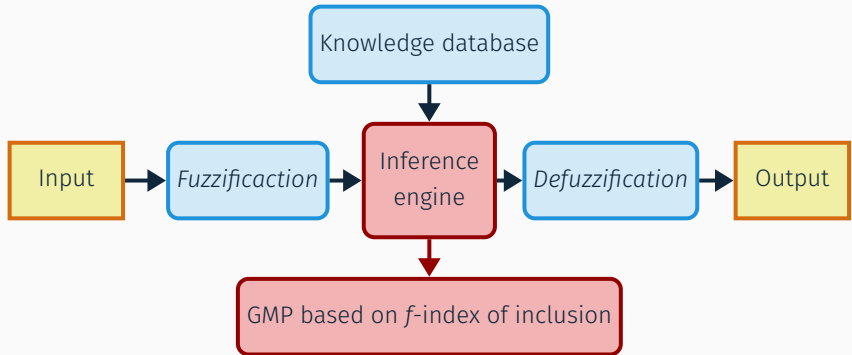 Knowledge database
Input
Fuzzificaction
Inference
engine
Defuzzification
Output
GMP based on f-index of inclusion